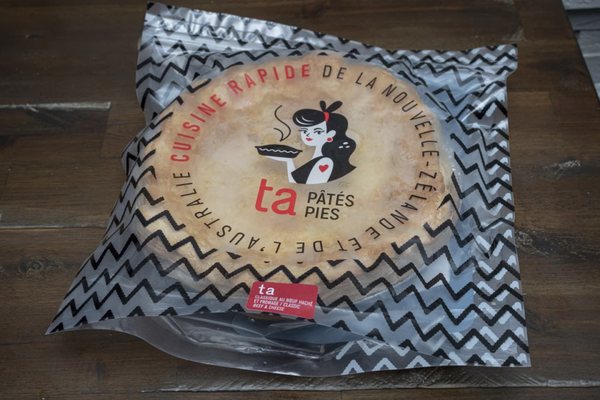 CUISINE RAPIDE DE LA NOUVELLE-ZÉLANDE ET DE L'AUSTRALIE
ta PÂTÉS
PIES
ta
CLASSIQUE AU BŒUF HACHÉ
ET FROMAGE / CLASSIC
BEEF & CHEESE